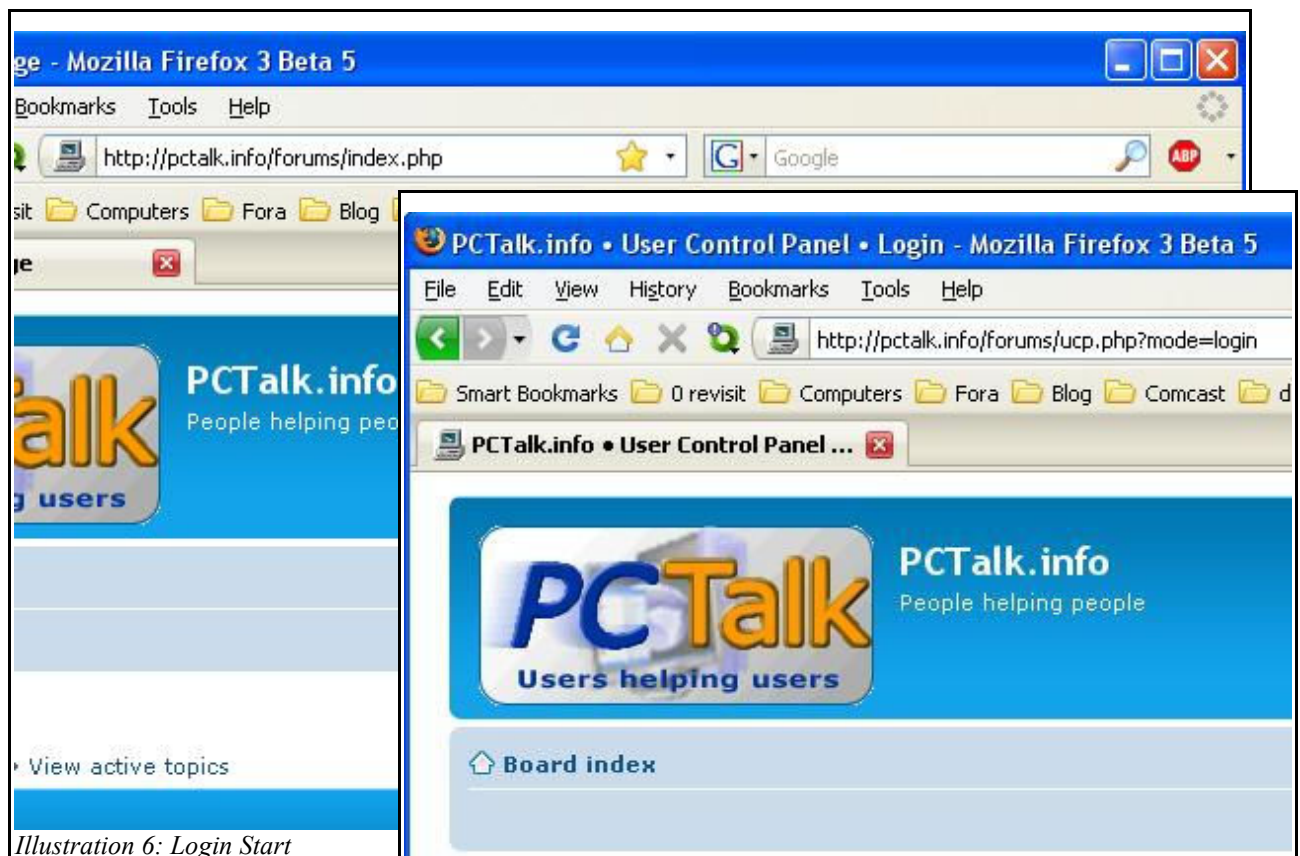 ge - Mozilla Firefox 3 Beta 5
Bookmarks Tools Help
http://pctalk.info/forums/index.php
Google
ABP
sit Computers Fora Blog
ge
alk
g users
PCTalk.info
People helping peo
View active topics
Illustration 6: Login Start
PCTalk.info • User Control Panel • Login - Mozilla Firefox 3 Beta 5
File Edit View History Bookmarks Tools Help
http://pctalk.info/forums/ucp.php?mode=login
Smart Bookmarks 0 revisit Computers Fora Blog Comcast d
PCTalk.info • User Control Panel ...
PCTalk
Users helping users
PCTalk.info
People helping people
Board index